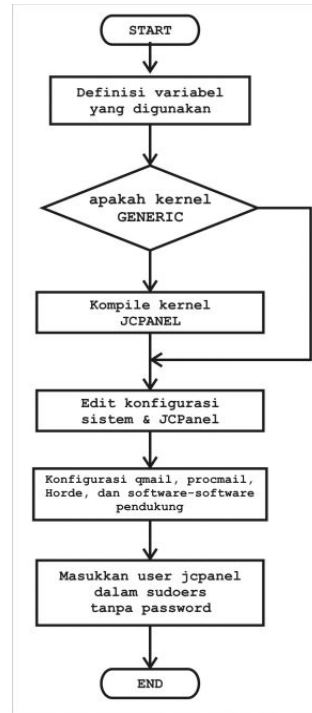 START
Definisi variabel
yang digunakan
apakah kernel
GENERIC
Kompile kernel
JCPANEL
Edit konfigurasi
sistem & JCPanel
Konfigurasi qmail, procmail,
Horde, dan software-software
pendukung
Masukkan user jcpanel
dalam sudoers
tanpa password
END